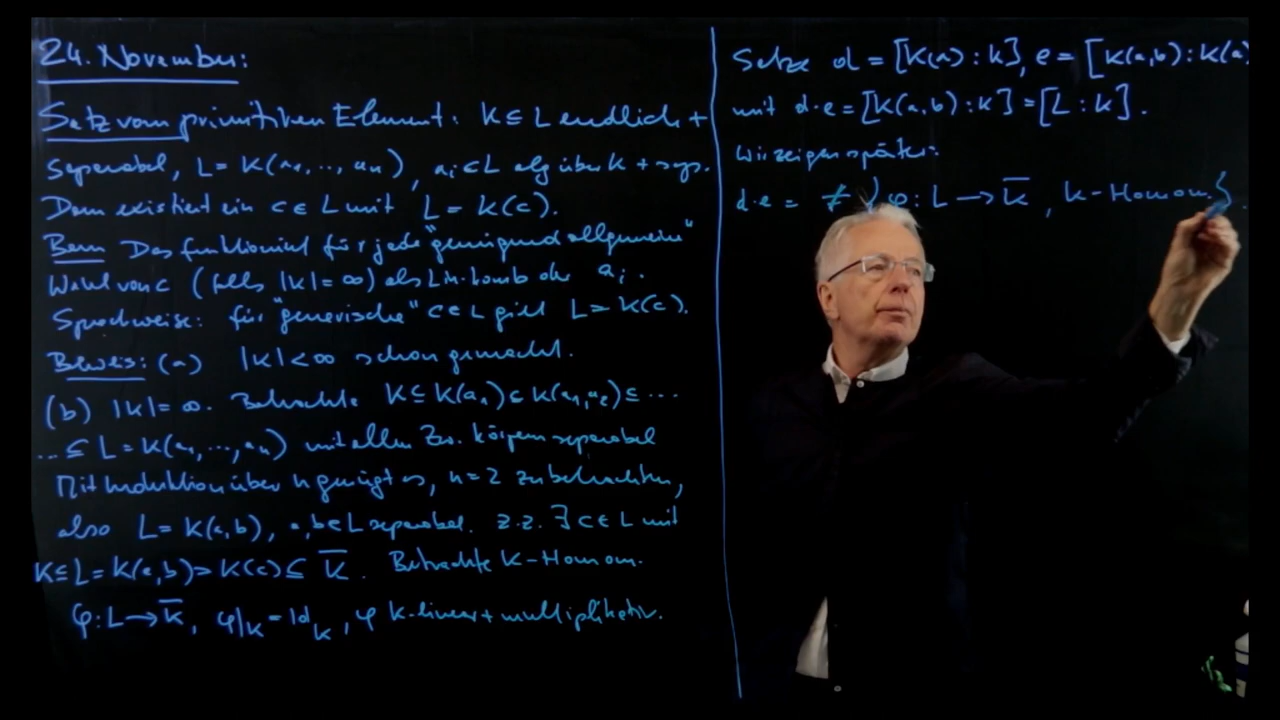 24. November:
Satz vom primitiven Element: K ⊆ L endlich +
separabel, L = K(a₁, .., aₙ), aᵢ ∈ L alg über K + sep.
Dann existiert ein c ∈ L mit L = K(c).
Bem Das funktioniert für jede "genügend allgemeine"
Wahl von c (falls |K| = ∞) als Lin.komb der aᵢ.
Sprechweise: für "generische" c ∈ L gilt L = K(c).
Beweis: (a) |K| < ∞ schon gemacht.
(b) |K| = ∞. Betrachte K ⊆ K(a₁) ⊆ K(a₁,a₂) ⊆ ...
... ⊆ L = K(a₁, ..., aₙ) mit allen Zw. körpern separabel
Mit Induktion über n genügt es, n = 2 zu betrachten,
also L = K(a,b), a,b ∈ L separabel. z.z. ∃ c ∈ L mit
K ⊆ L = K(a,b) = K(c) ⊆ K̅. Betrachte K-Homom.
φ: L → K̅, φ|_K = Id_K, φ K-linear + multiplikativ.
Setze d = [K(a) : K], e = [K(a,b) : K(a)
mit d·e = [K(a,b) : K] = [L : K].
Wir zeigen später:
d·e = # { φ: L → K̅, K-Homom. }.